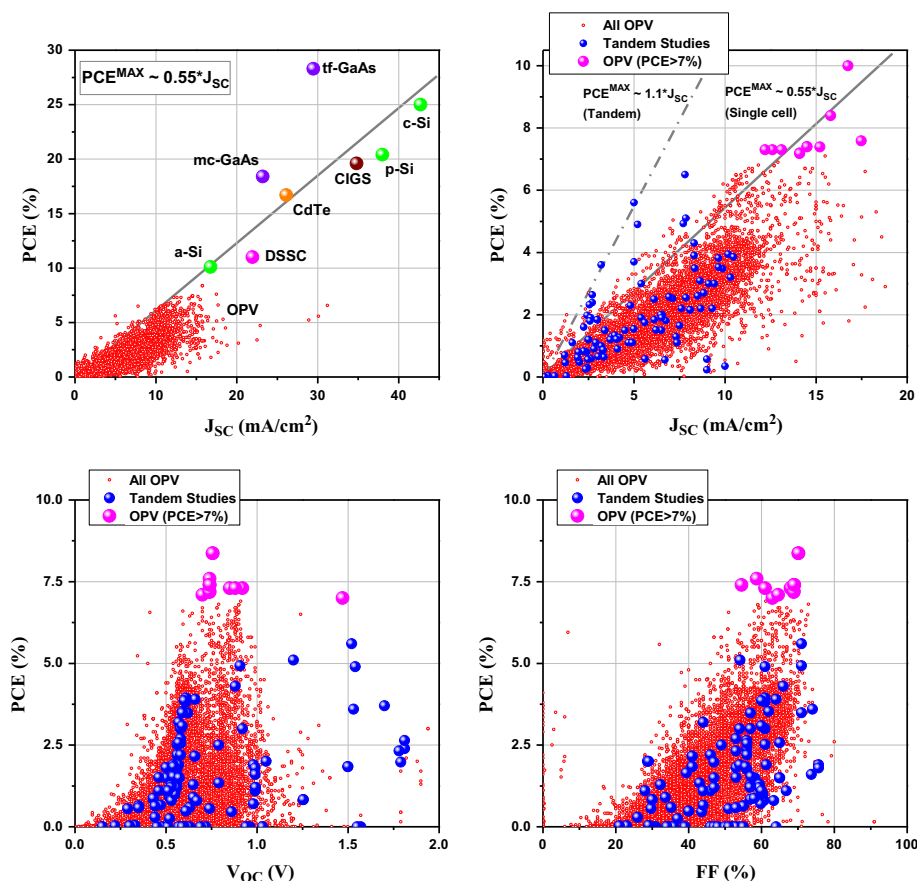 PCE^MAX ~ 0.55*J_SC
tf-GaAs
c-Si
mc-GaAs
p-Si
CIGS
CdTe
a-Si
DSSC
OPV
30
25
20
15
10
5
0
PCE (%)
0 10 20 30 40
J_SC (mA/cm²)
All OPV
Tandem Studies
OPV (PCE>7%)
PCE^MAX ~ 1.1*J_SC
(Tandem)
PCE^MAX ~ 0.55*J_SC
(Single cell)
10
8
6
4
2
0
PCE (%)
0 5 10 15 20
J_SC (mA/cm²)
All OPV
Tandem Studies
OPV (PCE>7%)
10.0
7.5
5.0
2.5
0.0
PCE (%)
0.0 0.5 1.0 1.5 2.0
V_OC (V)
All OPV
Tandem Studies
OPV (PCE>7%)
10.0
7.5
5.0
2.5
0.0
PCE (%)
0 20 40 60 80 100
FF (%)